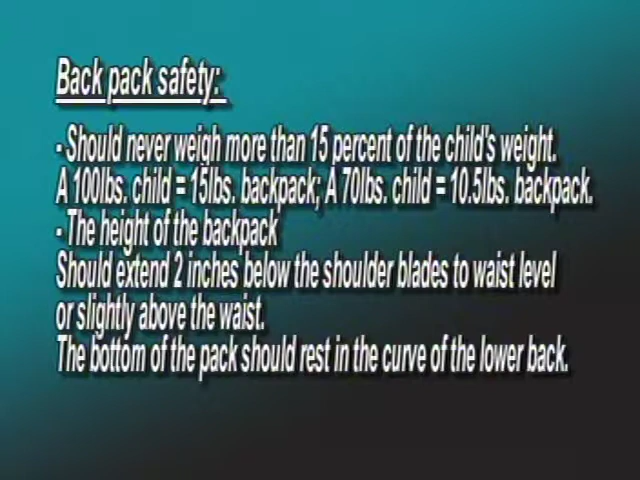 Back pack safety:
- Should never weigh more than 15 percent of the child's weight.
A 100lbs. child = 15lbs. backpack; A 70lbs. child = 10.5lbs. backpack.
- The height of the backpack
Should extend 2 inches below the shoulder blades to waist level
or slightly above the waist.
The bottom of the pack should rest in the curve of the lower back.